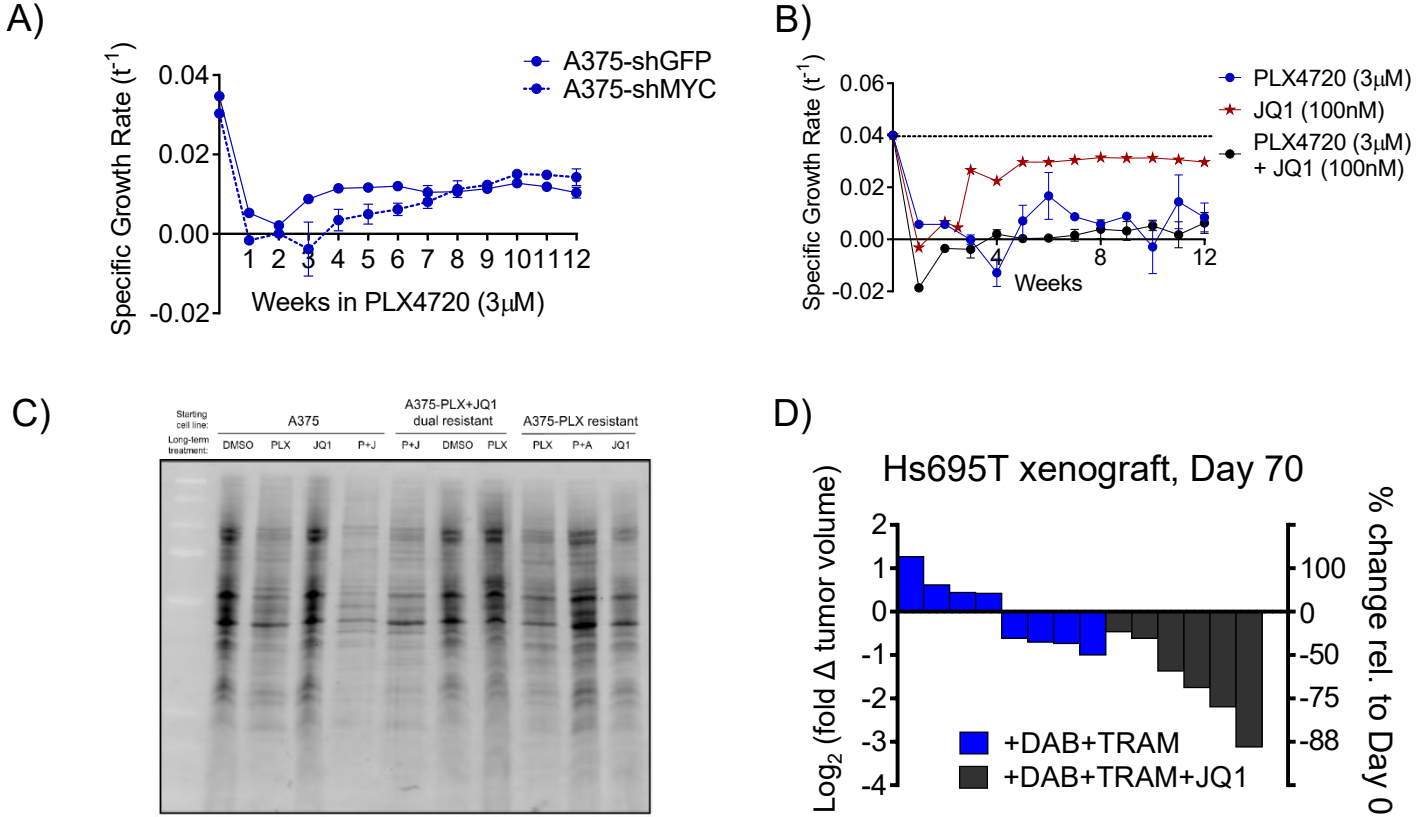 A)
Specific Growth Rate (t⁻¹)
0.04
0.02
0.00
-0.02
1 2 3 4 5 6 7 8 9 10 11 12
Weeks in PLX4720 (3μM)
A375-shGFP
A375-shMYC
B)
Specific Growth Rate (t⁻¹)
0.06
0.04
0.02
0.00
-0.02
4 8 12
Weeks
PLX4720 (3μM)
JQ1 (100nM)
PLX4720 (3μM)
+ JQ1 (100nM)
C)
Starting
cell line:
A375
A375-PLX+JQ1
dual resistant
A375-PLX resistant
Long-term
treatment:
DMSO PLX JQ1 P+J P+J DMSO PLX PLX P+A JQ1
D)
Hs695T xenograft, Day 70
Log₂ (fold Δ tumor volume)
2
1
0
-1
-2
-3
-4
100
0
-50
-75
-88
% change rel. to Day 0
+DAB+TRAM
+DAB+TRAM+JQ1